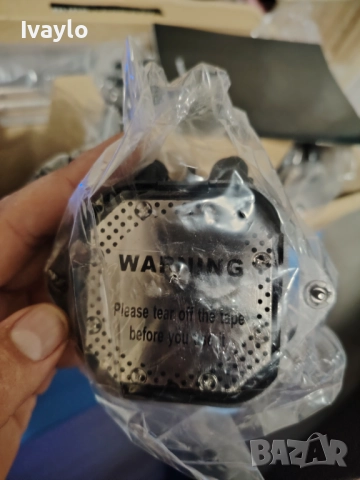 Ivaylo
WARNING
Please tear off the tape
before you
BAZAR